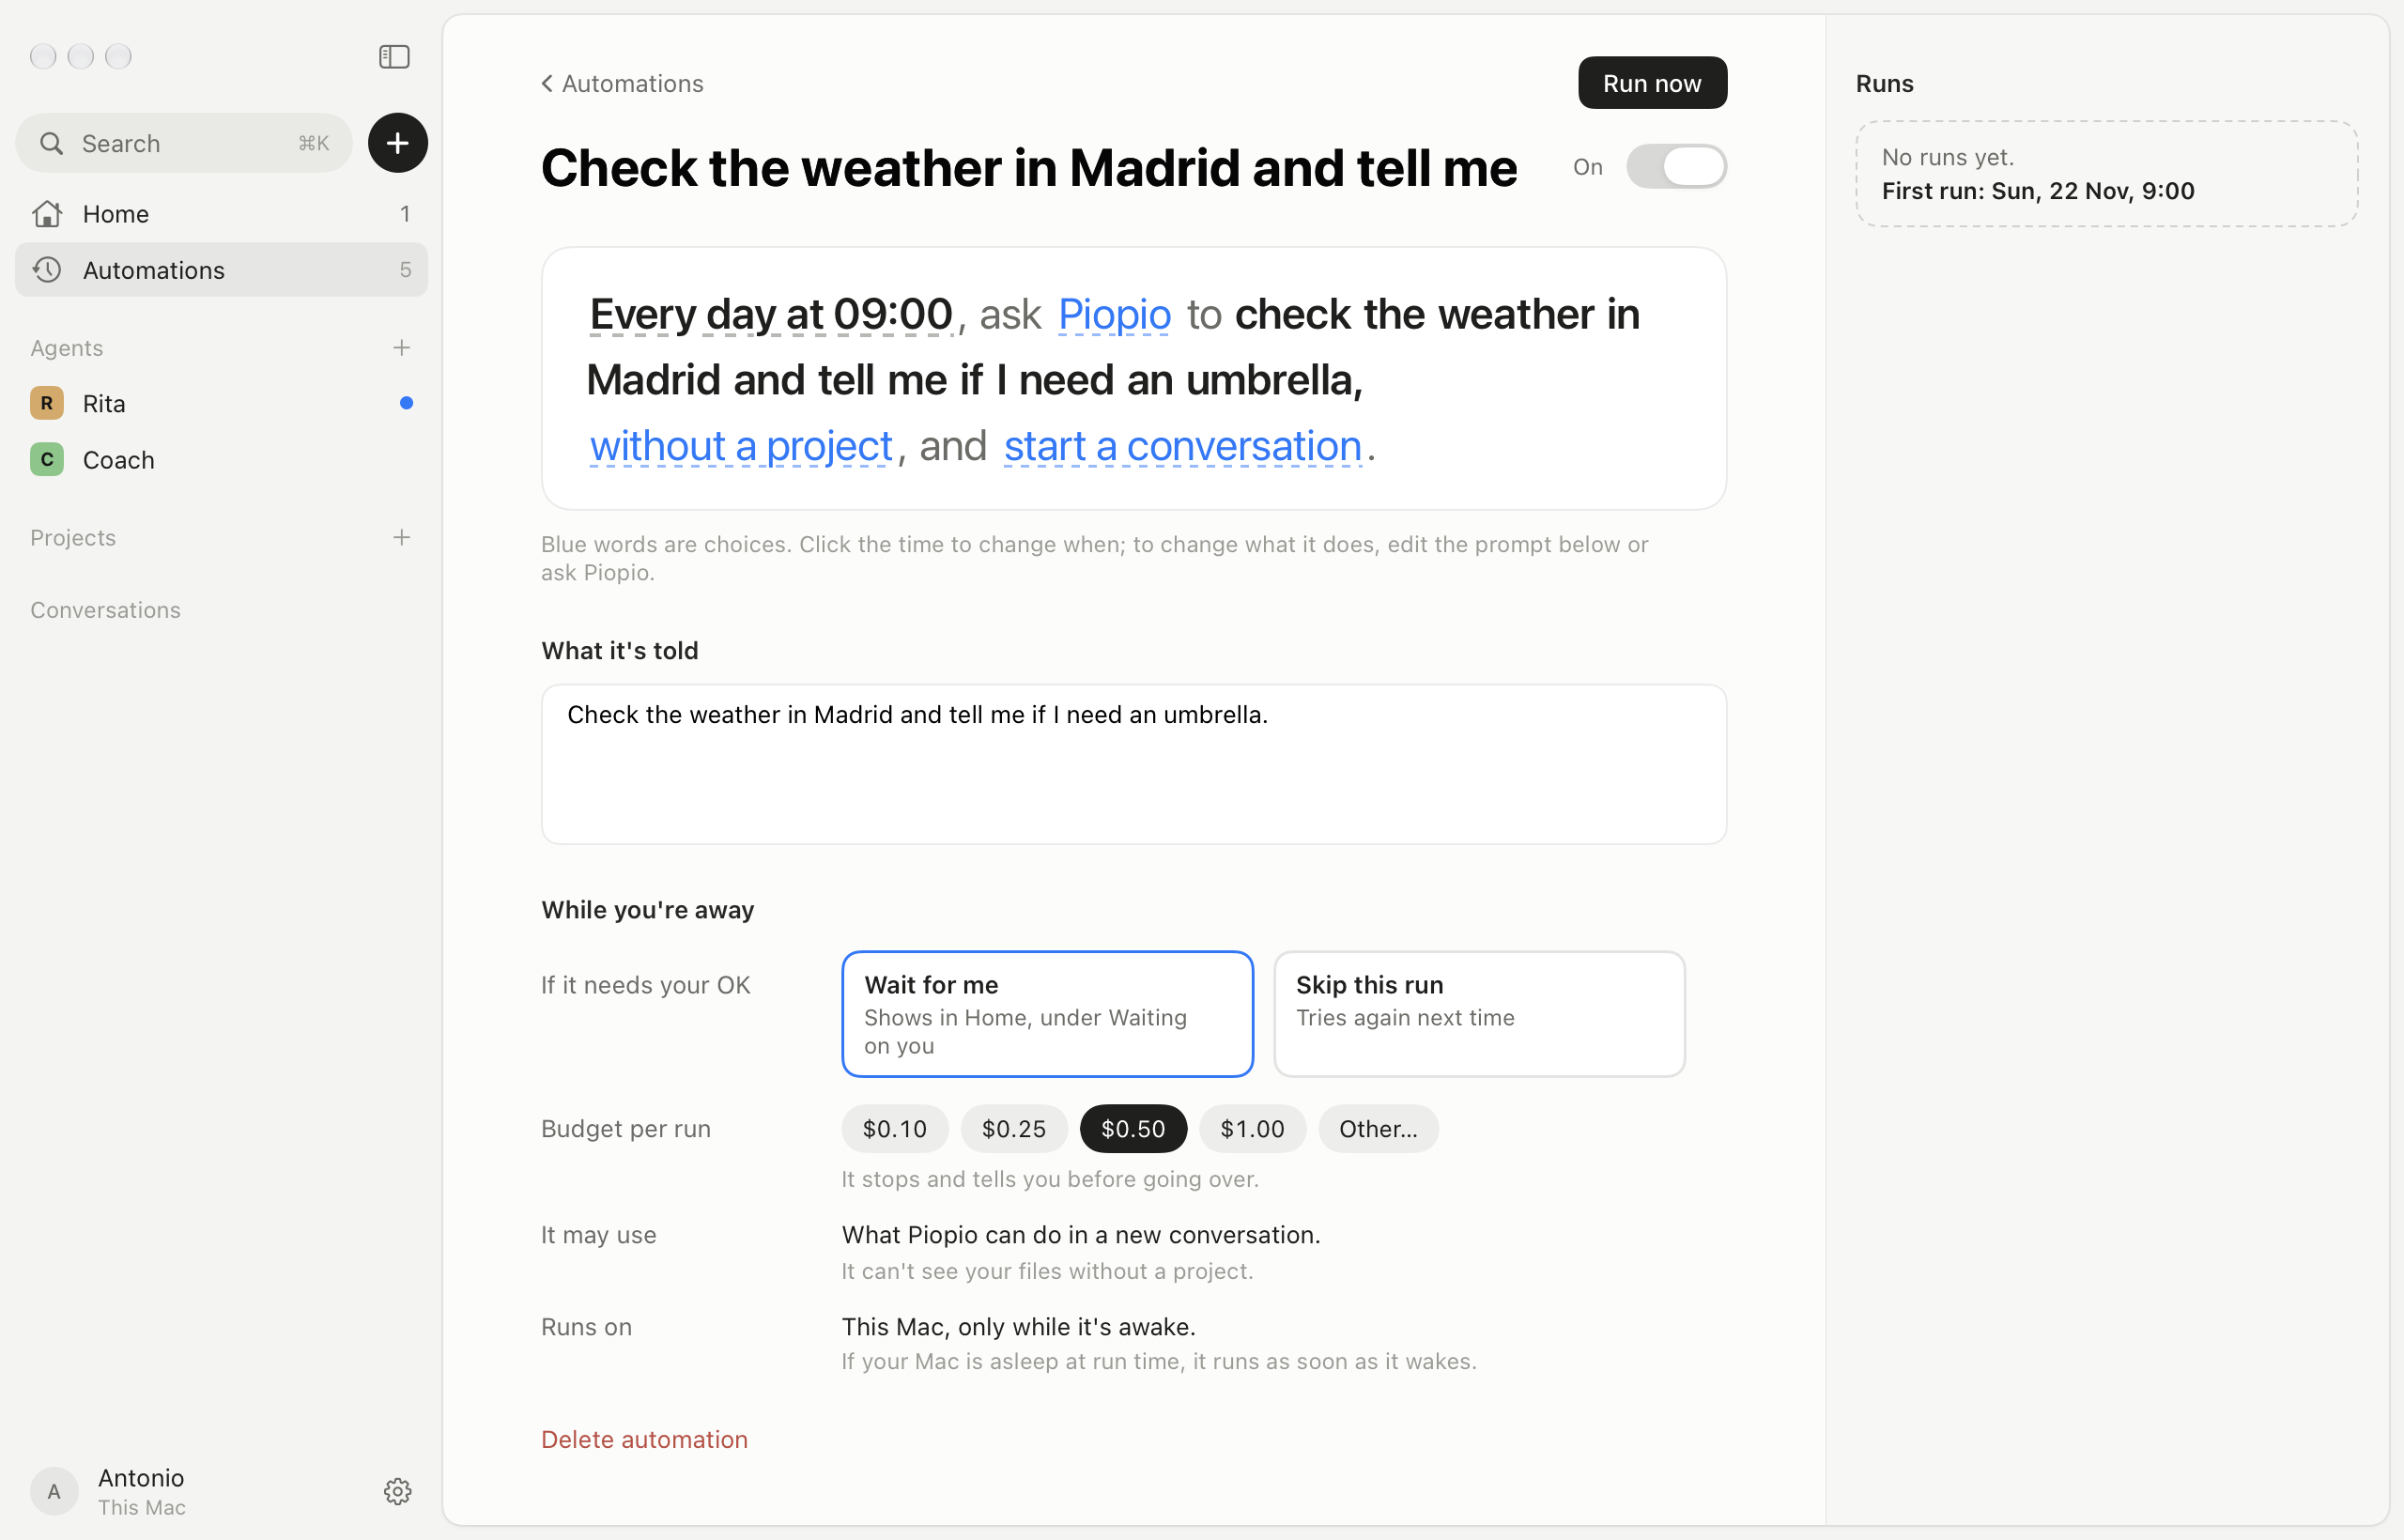 Search ⌘K
Home 1
Automations 5
Agents
R Rita
C Coach
Projects
Conversations
A Antonio
This Mac
Automations
Run now
Check the weather in Madrid and tell me
On
Every day at 09:00, ask Piopio to check the weather in
Madrid and tell me if I need an umbrella,
without a project, and start a conversation.
Blue words are choices. Click the time to change when; to change what it does, edit the prompt below or
ask Piopio.
What it's told
Check the weather in Madrid and tell me if I need an umbrella.
While you're away
If it needs your OK
Wait for me
Shows in Home, under Waiting
on you
Skip this run
Tries again next time
Budget per run
$0.10 $0.25 $0.50 $1.00 Other...
It stops and tells you before going over.
It may use
What Piopio can do in a new conversation.
It can't see your files without a project.
Runs on
This Mac, only while it's awake.
If your Mac is asleep at run time, it runs as soon as it wakes.
Delete automation
Runs
No runs yet.
First run: Sun, 22 Nov, 9:00